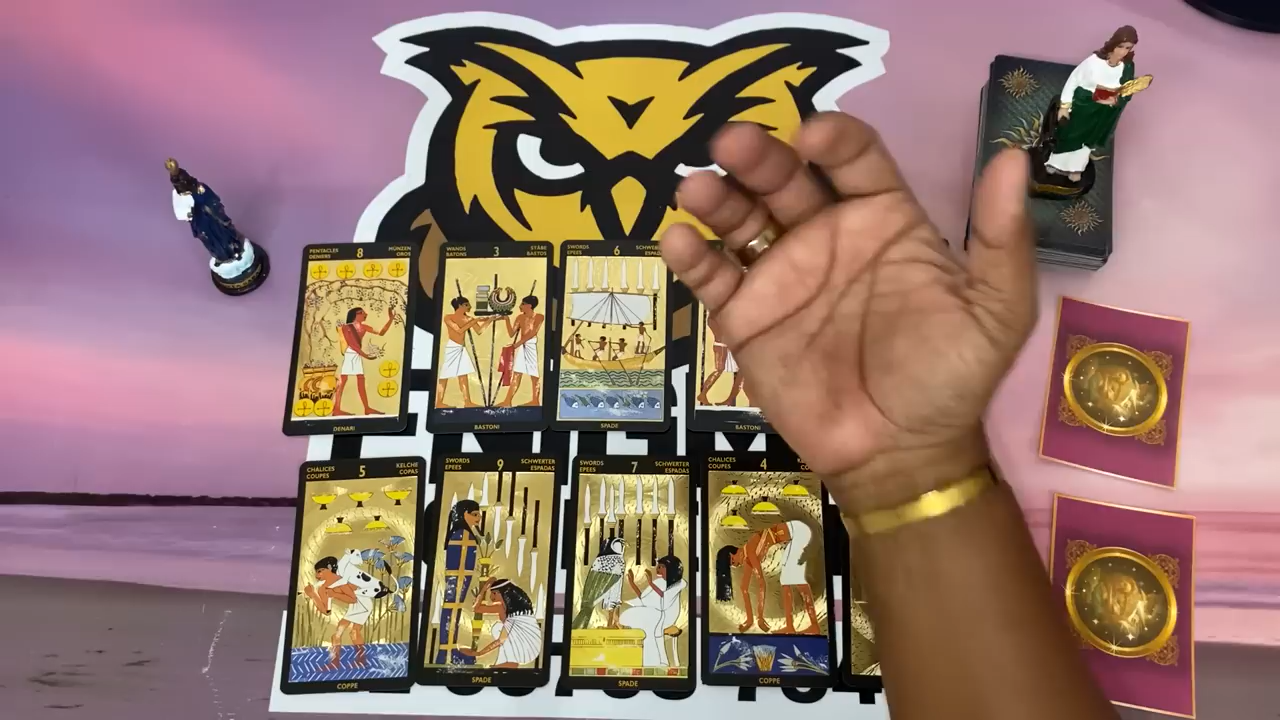 PENTACLES DENIERS 8 MÜNZEN OROS
DENARI
WANDS BATONS 3 STÄBE BASTOS
BASTONI
SWORDS EPEES 6
SPADE
BASTONI
CHALICES COUPES 5 KELCHE COPAS
COPPE
SWORDS EPEES 9 SCHWERTER ESPADAS
SPADE
SWORDS EPEES 7 SCHWERTER ESPADAS
SPADE
CHALICES COUPES 4
COPPE